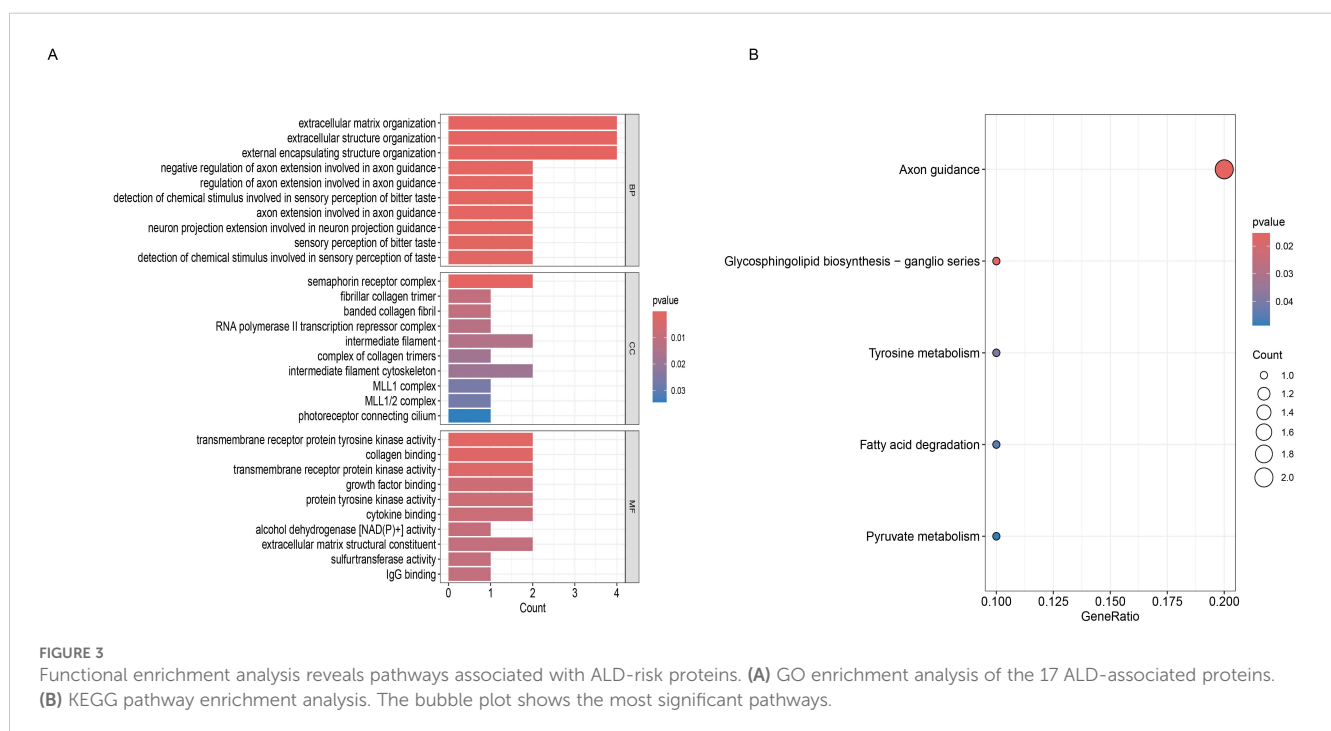 A
extracellular matrix organization
extracellular structure organization
external encapsulating structure organization
negative regulation of axon extension involved in axon guidance
regulation of axon extension involved in axon guidance
detection of chemical stimulus involved in sensory perception of bitter taste
axon extension involved in axon guidance
neuron projection extension involved in neuron projection guidance
sensory perception of bitter taste
detection of chemical stimulus involved in sensory perception of taste
BP
semaphorin receptor complex
fibrillar collagen trimer
banded collagen fibril
RNA polymerase II transcription repressor complex
intermediate filament
complex of collagen trimers
intermediate filament cytoskeleton
MLL1 complex
MLL1/2 complex
photoreceptor connecting cilium
CC
transmembrane receptor protein tyrosine kinase activity
collagen binding
transmembrane receptor protein kinase activity
growth factor binding
protein tyrosine kinase activity
cytokine binding
alcohol dehydrogenase [NAD(P)+] activity
extracellular matrix structural constituent
sulfurtransferase activity
IgG binding
MF
0 1 2 3 4
Count
pvalue
0.01
0.02
0.03
B
Axon guidance
Glycosphingolipid biosynthesis − ganglio series
Tyrosine metabolism
Fatty acid degradation
Pyruvate metabolism
0.100 0.125 0.150 0.175 0.200
GeneRatio
pvalue
0.02
0.03
0.04
Count
1.0
1.2
1.4
1.6
1.8
2.0
FIGURE 3
Functional enrichment analysis reveals pathways associated with ALD-risk proteins. (A) GO enrichment analysis of the 17 ALD-associated proteins.
(B) KEGG pathway enrichment analysis. The bubble plot shows the most significant pathways.